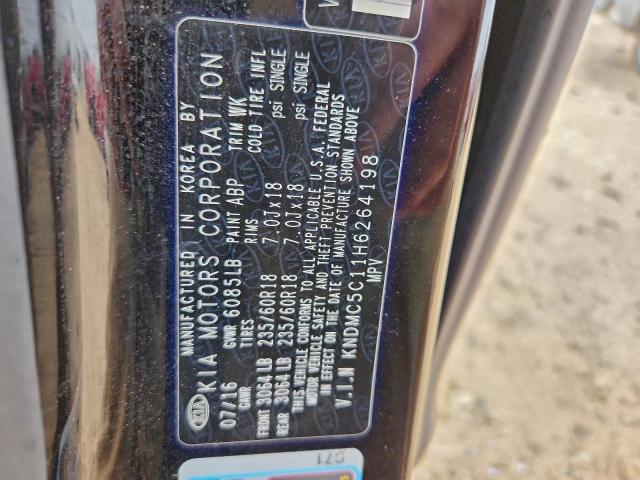 MANUFACTURED IN KOREA BY
KIA KIA MOTORS CORPORATION
07/16 GVWR 6085LB PAINT ABP TRIM WK
GAWR TIRES RIMS COLD TIRE INFL
FRONT 3064LB 235/60R18 7.0Jx18 psi SINGLE
REAR 3064LB 235/60R18 7.0Jx18 psi SINGLE
THIS VEHICLE CONFORMS TO ALL APPLICABLE U.S.A. FEDERAL
MOTOR VEHICLE SAFETY AND THEFT PREVENTION STANDARDS
IN EFFECT ON THE DATE OF MANUFACTURE SHOWN ABOVE
V.I.N KNDMC5C11H6264198
MPV
C71